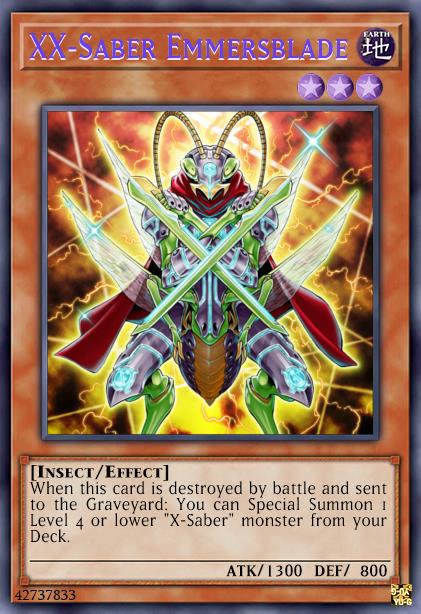 XX-Saber Emmersblade
EARTH
地
[Insect/Effect]
When this card is destroyed by battle and sent
to the Graveyard: You can Special Summon 1
Level 4 or lower "X-Saber" monster from your
Deck.
ATK/1300 DEF/ 800
42737833